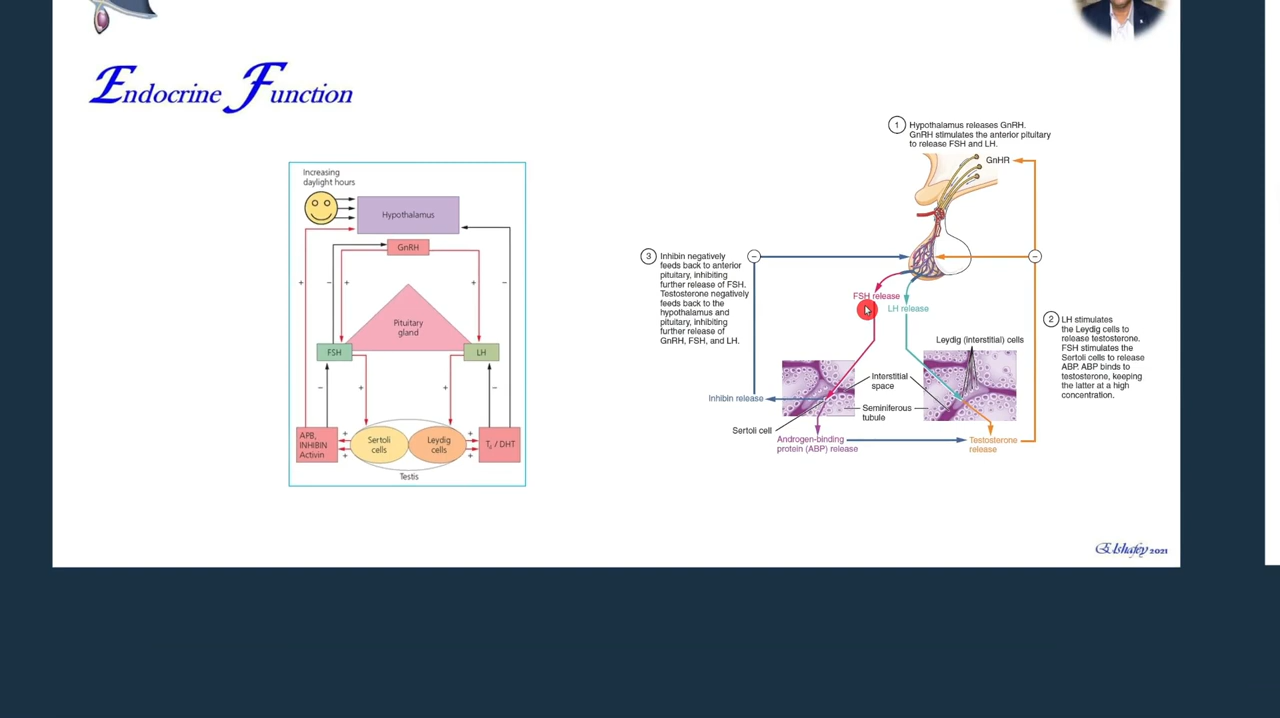 Endocrine Function
Increasing
daylight hours
Hypothalamus
GnRH
+
−
+
+
−
Pituitary
gland
FSH
LH
−
+
+
−
APB,
INHIBIN
Activin
+
+
Sertoli
cells
Leydig
cells
+
+
T, / DHT
Testis
1
Hypothalamus releases GnRH.
GnRH stimulates the anterior pituitary
to release FSH and LH.
GnHR
3
Inhibin negatively
feeds back to anterior
pituitary, inhibiting
further release of FSH.
Testosterone negatively
feeds back to the
hypothalamus and
pituitary, inhibiting
further release of
GnRH, FSH, and LH.
−
−
FSH release
LH release
2
LH stimulates
the Leydig cells to
release testosterone.
FSH stimulates the
Sertoli cells to release
ABP. ABP binds to
testosterone, keeping
the latter at a high
concentration.
Leydig (interstitial) cells
Interstitial
space
Inhibin release
Seminiferous
tubule
Sertoli cell
Androgen-binding
protein (ABP) release
Testosterone
release
Elshafey 2021